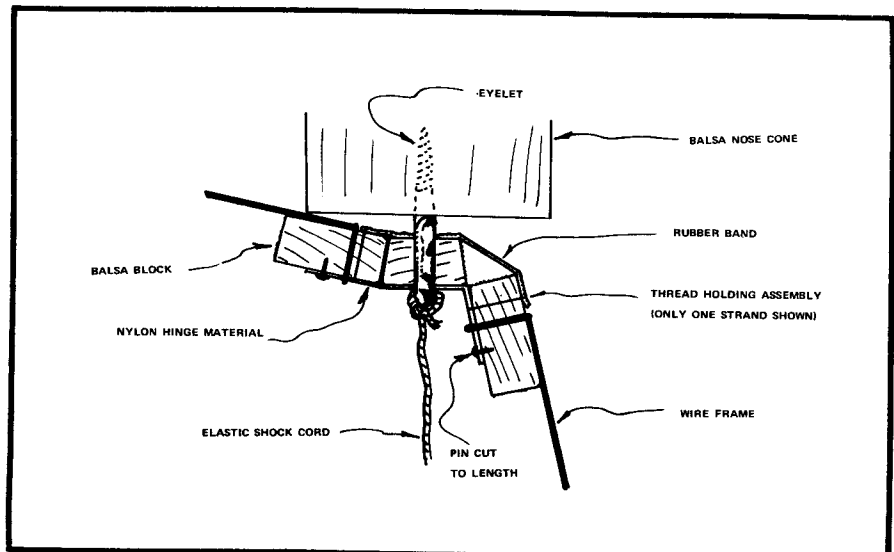 EYELET
BALSA NOSE CONE
RUBBER BAND
BALSA BLOCK
THREAD HOLDING ASSEMBLY
(ONLY ONE STRAND SHOWN)
NYLON HINGE MATERIAL
WIRE FRAME
ELASTIC SHOCK CORD
PIN CUT
TO LENGTH